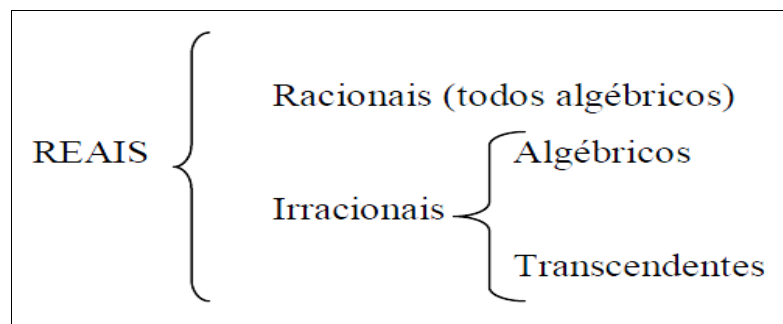 Racionais (todos algébricos)
REAIS
Algébricos
Irracionais
Transcendentes